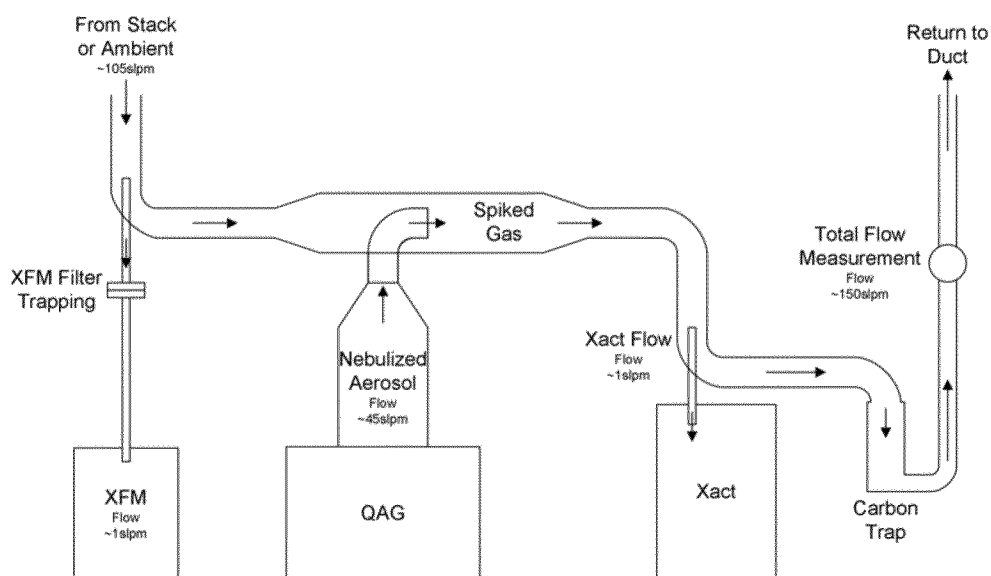 From Stack
or Ambient
~105slpm
Return to
Duct
Spiked
Gas
Total Flow
Measurement
Flow
~150slpm
XFM Filter
Trapping
Xact Flow
Flow
~1slpm
Nebulized
Aerosol
Flow
~45slpm
XFM
Flow
~1slpm
QAG
Xact
Carbon
Trap